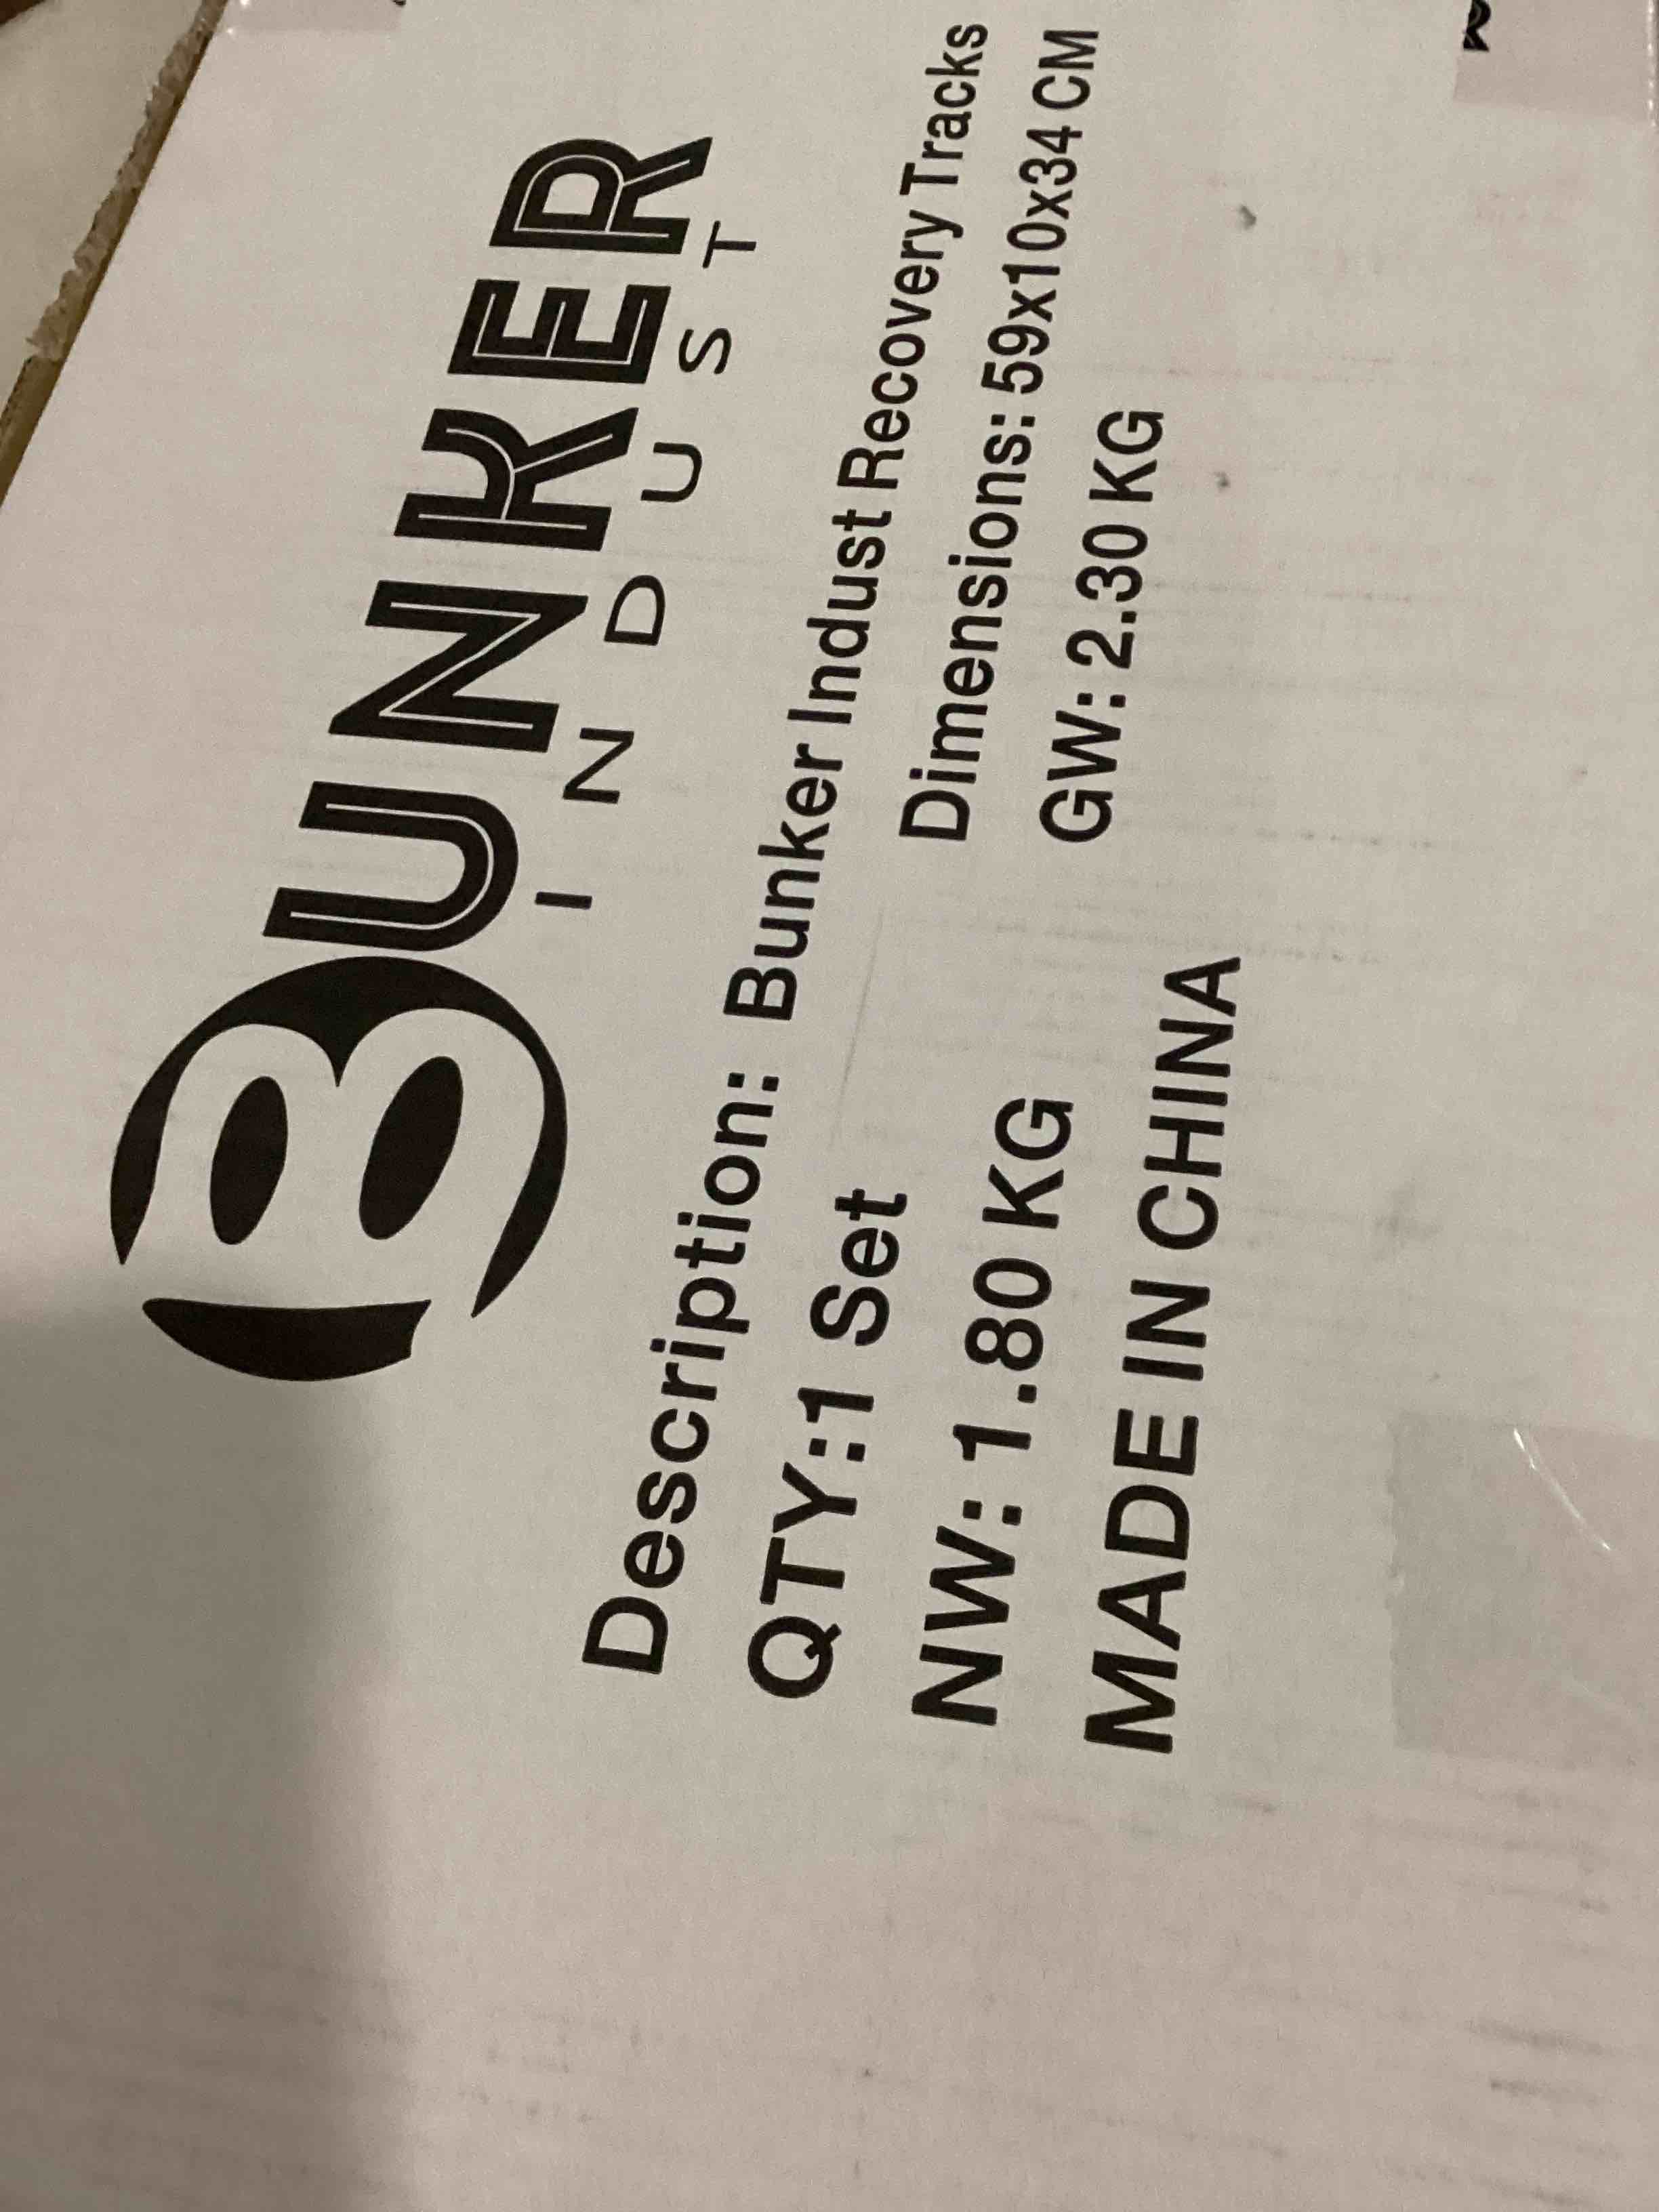 BUNKER
INDUST
Description: Bunker Indust Recovery Tracks
QTY:1 Set Dimensions: 59x10x34 CM
NW: 1.80 KG GW: 2.30 KG
MADE IN CHINA